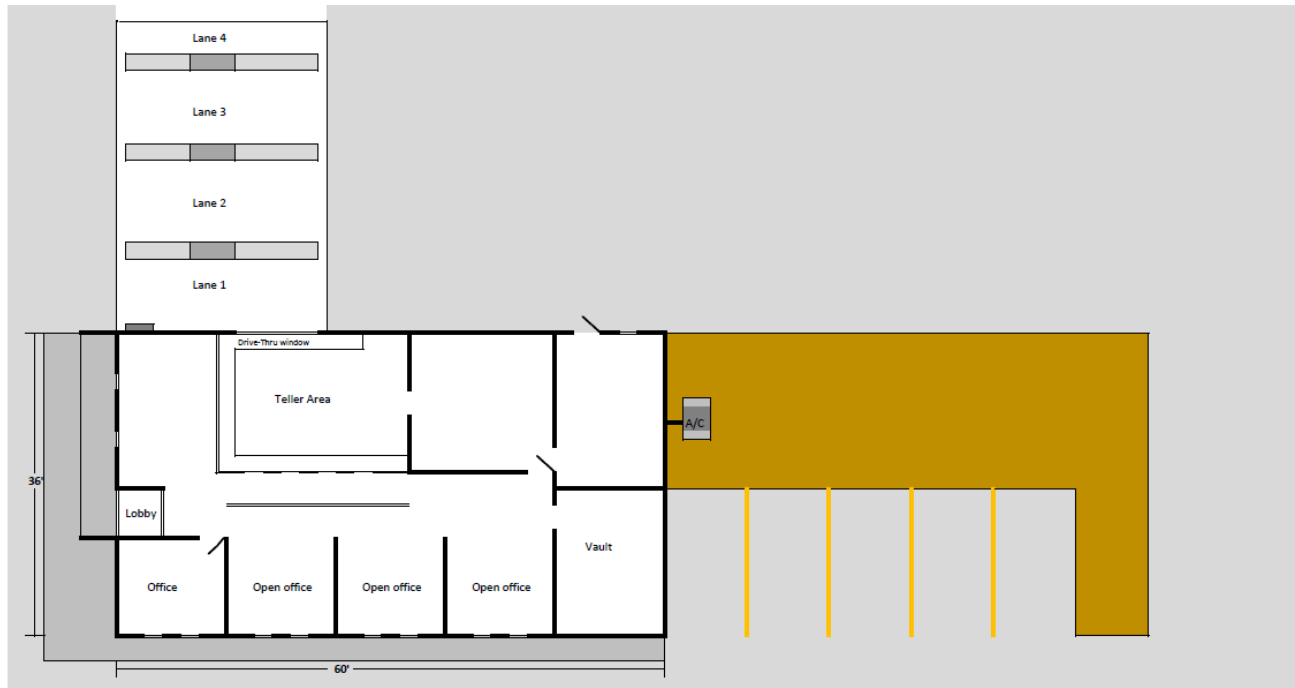 Lane 4
Lane 3
Lane 2
Lane 1
Drive-Thru window
Teller Area
A/C
36'
Lobby
Vault
Office
Open office
Open office
Open office
60'